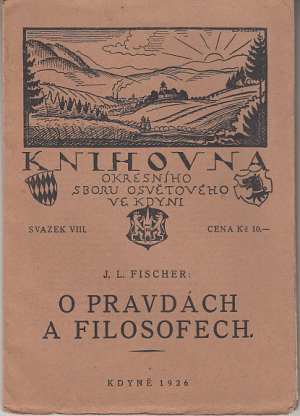 KNIHOVNA
OKRESNÍHO
SBORU OSVĚTOVÉHO
VE KDYNI
SVAZEK VIII.
CENA Kč 10.—
J. L. FISCHER:
O PRAVDÁCH
A FILOSOFECH.
KDYNĚ 1926